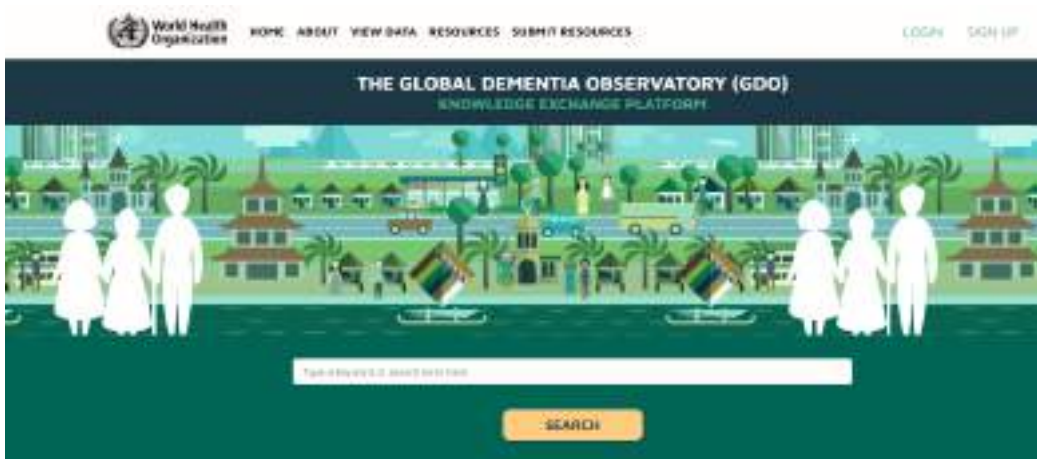 World Health
Organization
HOME ABOUT VIEW DATA RESOURCES SUBMIT RESOURCES
LOGIN SIGN UP
THE GLOBAL DEMENTIA OBSERVATORY (GDO)
KNOWLEDGE EXCHANGE PLATFORM
SEARCH